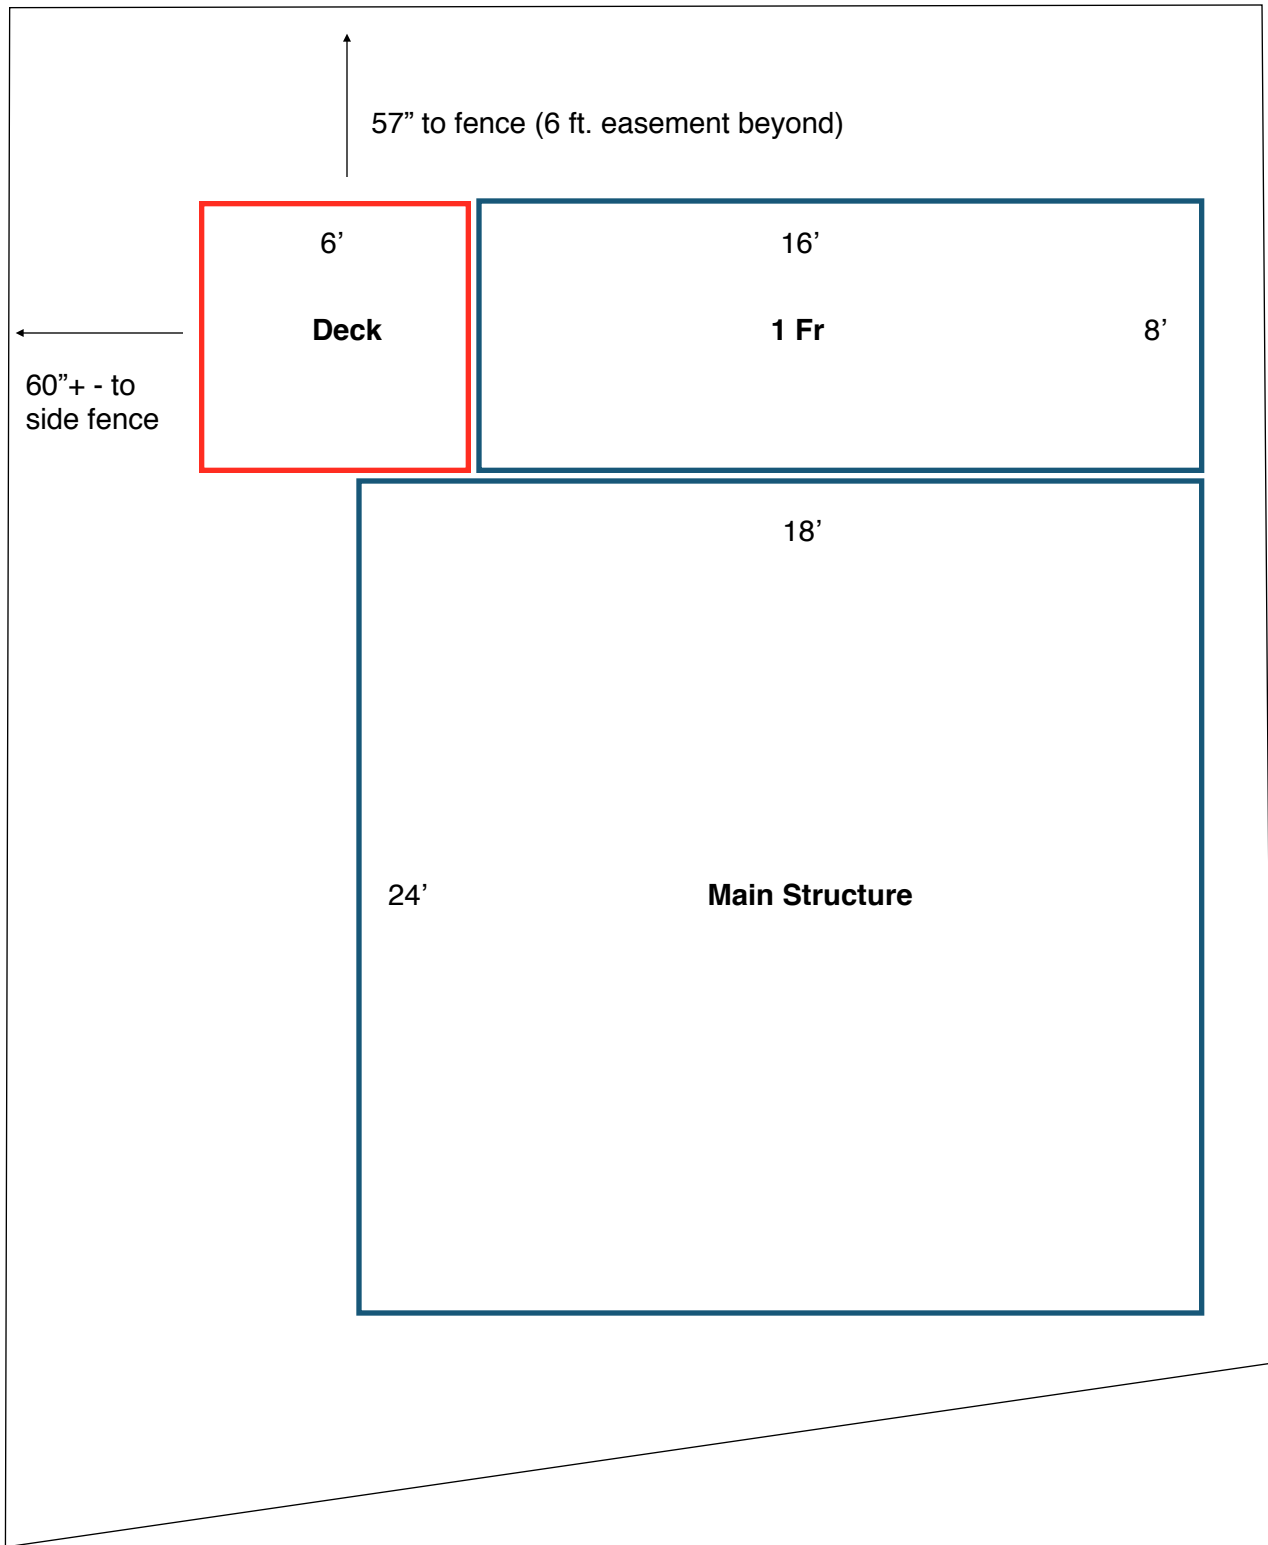 57” to fence (6 ft. easement beyond)
6’
16’
Deck
1 Fr
8’
60”+ - to
side fence
18’
24’
Main Structure